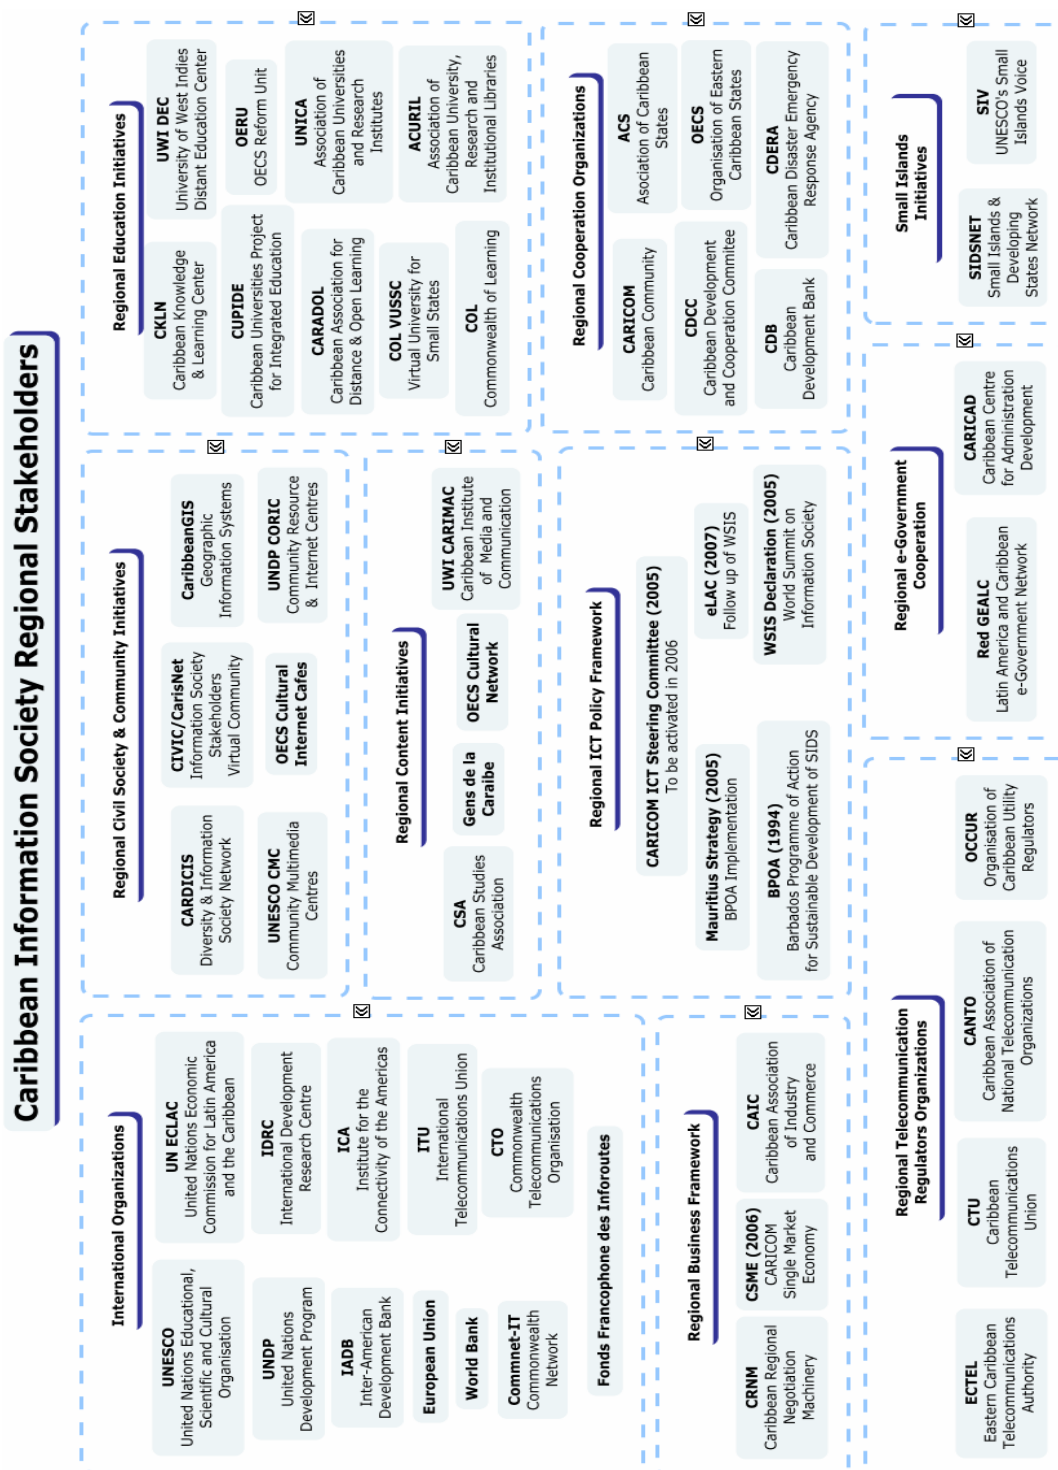 Caribbean Information Society Regional Stakeholders
International Organizations
UNESCO
United Nations Educational,
Scientific and Cultural
Organisation
UN ECLAC
United Nations Economic
Commission for Latin America
and the Caribbean
UNDP
United Nations
Development Program
IDRC
International Development
Research Centre
IADB
Inter-American
Development Bank
ICA
Institute for the
Connectivity of the Americas
European Union
ITU
International
Telecommunications Union
World Bank
CTO
Commonwealth
Telecommunications
Organisation
Commnet-IT
Commonwealth
Network
Fonds Francophone des Inforoutes
Regional Civil Society & Community Initiatives
CARDICIS
Diversity & Information
Society Network
CIVIC/CarisNet
Information Society
Stakeholders
Virtual Community
CaribbeanGIS
Geographic
Information Systems
UNESCO CMC
Community Multimedia
Centres
OECS Cultural
Internet Cafes
UNDP CORIC
Community Resource
& Internet Centres
Regional Education Initiatives
CKLN
Caribbean Knowledge
& Learning Center
UWI DEC
University of West Indies
Distant Education Center
CUPIDE
Caribbean Universities Project
for Integrated Education
OERU
OECS Reform Unit
CARADOL
Caribbean Association for
Distance & Open Learning
UNICA
Association of
Caribbean Universities
and Research
Institutes
COL VUSSC
Virtual University for
Small States
ACURIL
Association of
Caribbean University,
Research and
Institutional Libraries
COL
Commonwealth of Learning
Regional Content Initiatives
CSA
Caribbean Studies
Association
Gens de la
Caraibe
OECS Cultural
Network
UWI CARIMAC
Caribbean Institute
of Media and
Communication
Regional ICT Policy Framework
CARICOM ICT Steering Committee (2005)
To be activated in 2006
Mauritius Strategy (2005)
BPOA Implementation
eLAC (2007)
Follow up of WSIS
BPOA (1994)
Barbados Programme of Action
for Sustainable Development of SIDS
WSIS Declaration (2005)
World Summit on
Information Society
Regional Cooperation Organizations
CARICOM
Caribbean Community
ACS
Asociation of Caribbean
States
CDCC
Caribbean Development
and Cooperation Commitee
OECS
Organisation of Eastern
Caribbean States
CDB
Caribbean
Development Bank
CDERA
Caribbean Disaster Emergency
Response Agency
Regional Business Framework
CRNM
Caribbean Regional
Negotiation
Machinery
CSME (2006)
CARICOM
Single Market
Economy
CAIC
Caribbean Association
of Industry
and Commerce
Regional Telecommunication
Regulators Organizations
ECTEL
Eastern Caribbean
Telecommunications
Authority
CTU
Caribbean
Telecommunications
Union
CANTO
Caribbean Association of
National Telecommunication
Organizations
OCCUR
Organisation of
Caribbean Utility
Regulators
Regional e-Government
Cooperation
Red GEALC
Latin America and Caribbean
e-Government Network
CARICAD
Caribbean Centre
for Administration
Development
Small Islands
Initiatives
SIDSNET
Small Islands &
Developing
States Network
SIV
UNESCO's Small
Islands Voice